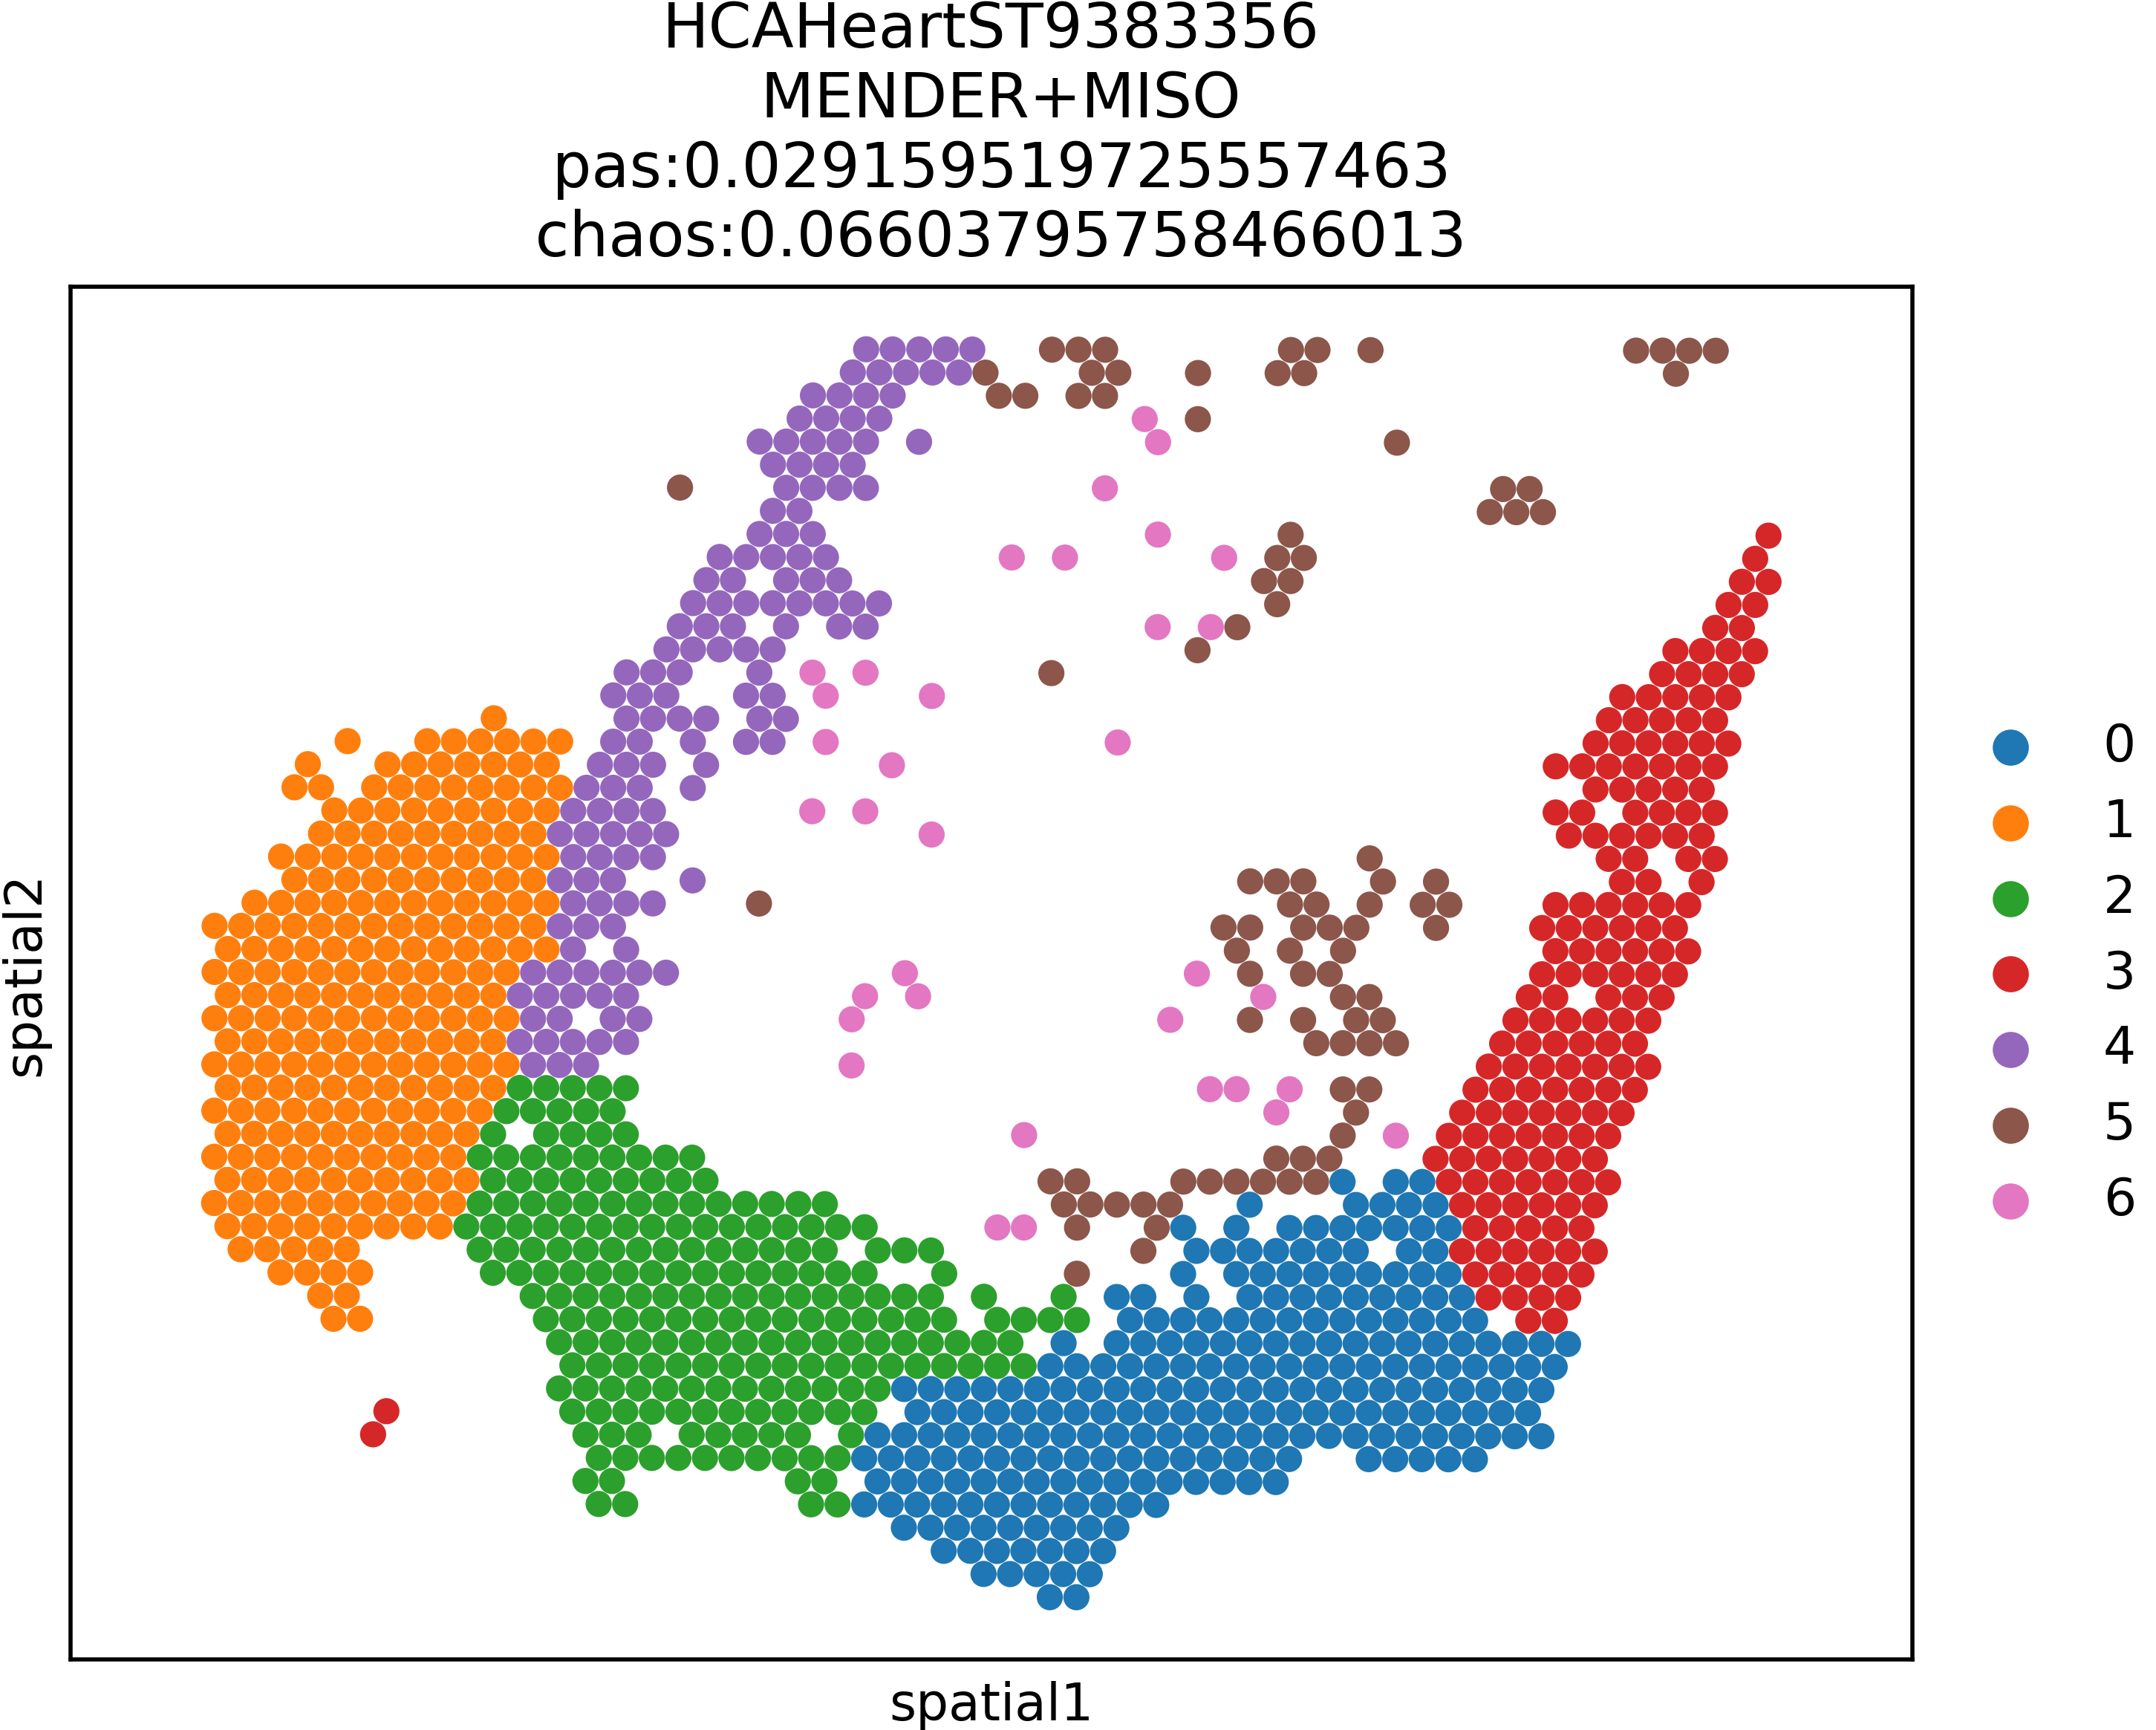 HCAHeartST9383356
MENDER+MISO
pas:0.029159519725557463
chaos:0.06603795758466013
spatial2
spatial1
0
1
2
3
4
5
6